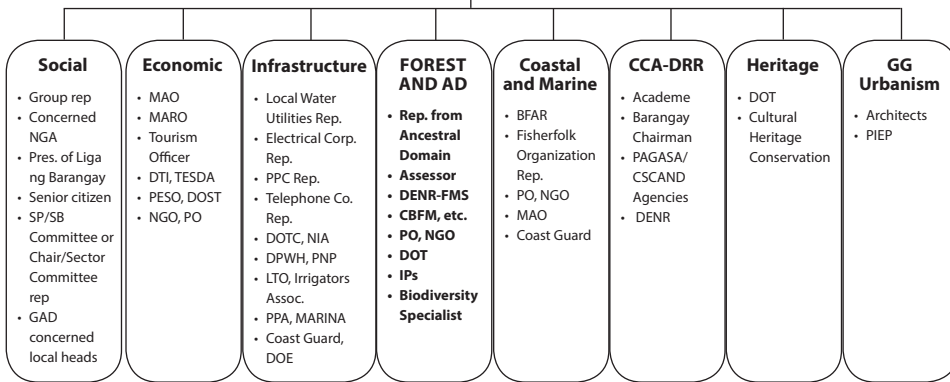 Social
• Group rep
• Concerned
NGA
• Pres. of Liga
ng Barangay
• Senior citizen
• SP/SB
Committee or
Chair/Sector
Committee
rep
• GAD
concerned
local heads
Economic
• MAO
• MARO
• Tourism
Officer
• DTI, TESDA
• PESO, DOST
• NGO, PO
Infrastructure
• Local Water
Utilities Rep.
• Electrical Corp.
Rep.
• PPC Rep.
• Telephone Co.
Rep.
• DOTC, NIA
• DPWH, PNP
• LTO, Irrigators
Assoc.
• PPA, MARINA
• Coast Guard,
DOE
FOREST
AND AD
• Rep. from
Ancestral
Domain
• Assessor
• DENR-FMS
• CBFM, etc.
• PO, NGO
• DOT
• IPs
• Biodiversity
Specialist
Coastal
and Marine
• BFAR
• Fisherfolk
Organization
Rep.
• PO, NGO
• MAO
• Coast Guard
CCA-DRR
• Academe
• Barangay
Chairman
• PAGASA/
CSCAND
Agencies
• DENR
Heritage
• DOT
• Cultural
Heritage
Conservation
GG
Urbanism
• Architects
• PIEP